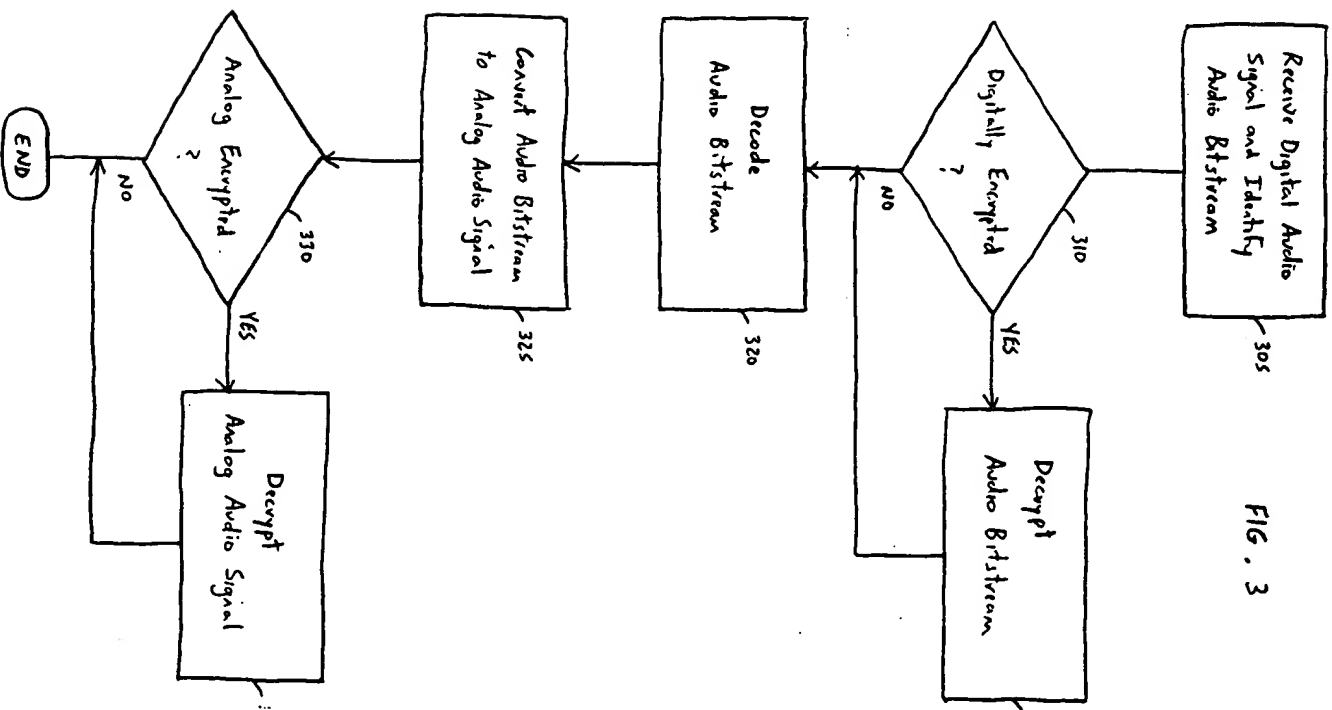 FIG. 3
Receive Digital Audio
Signal and Identify
Audio Bitstream
305
Digitally Encrypted
?
310
YES
NO
Decrypt
Audio Bitstream
Decode
Audio Bitstream
320
Convert Audio Bitstream
to Analog Audio Signal
325
Analog Encrypted
?
330
YES
NO
Decrypt
Analog Audio Signal
END